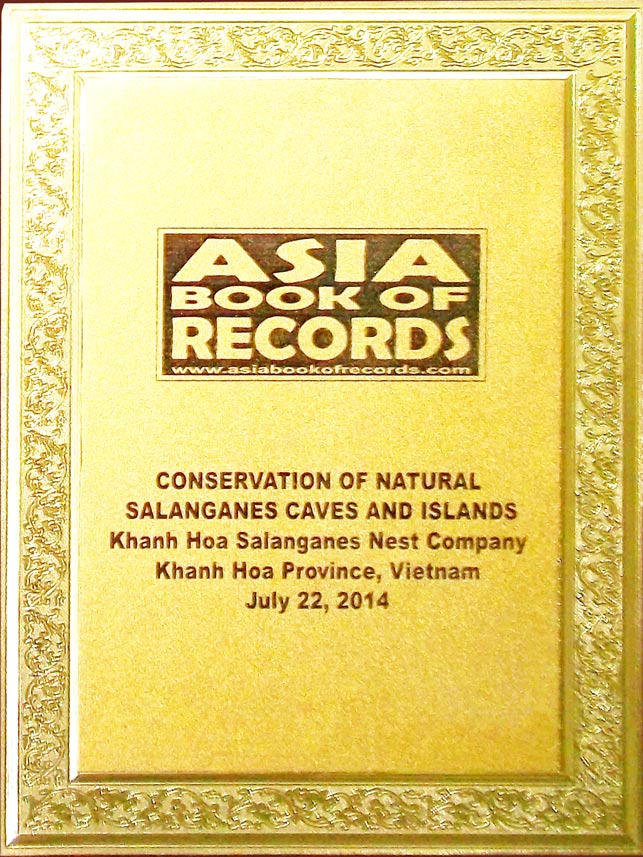 ASIA
BOOK OF
RECORDS
www.asiabookofrecords.com
CONSERVATION OF NATURAL
SALANGANES CAVES AND ISLANDS
Khanh Hoa Salanganes Nest Company
Khanh Hoa Province, Vietnam
July 22, 2014